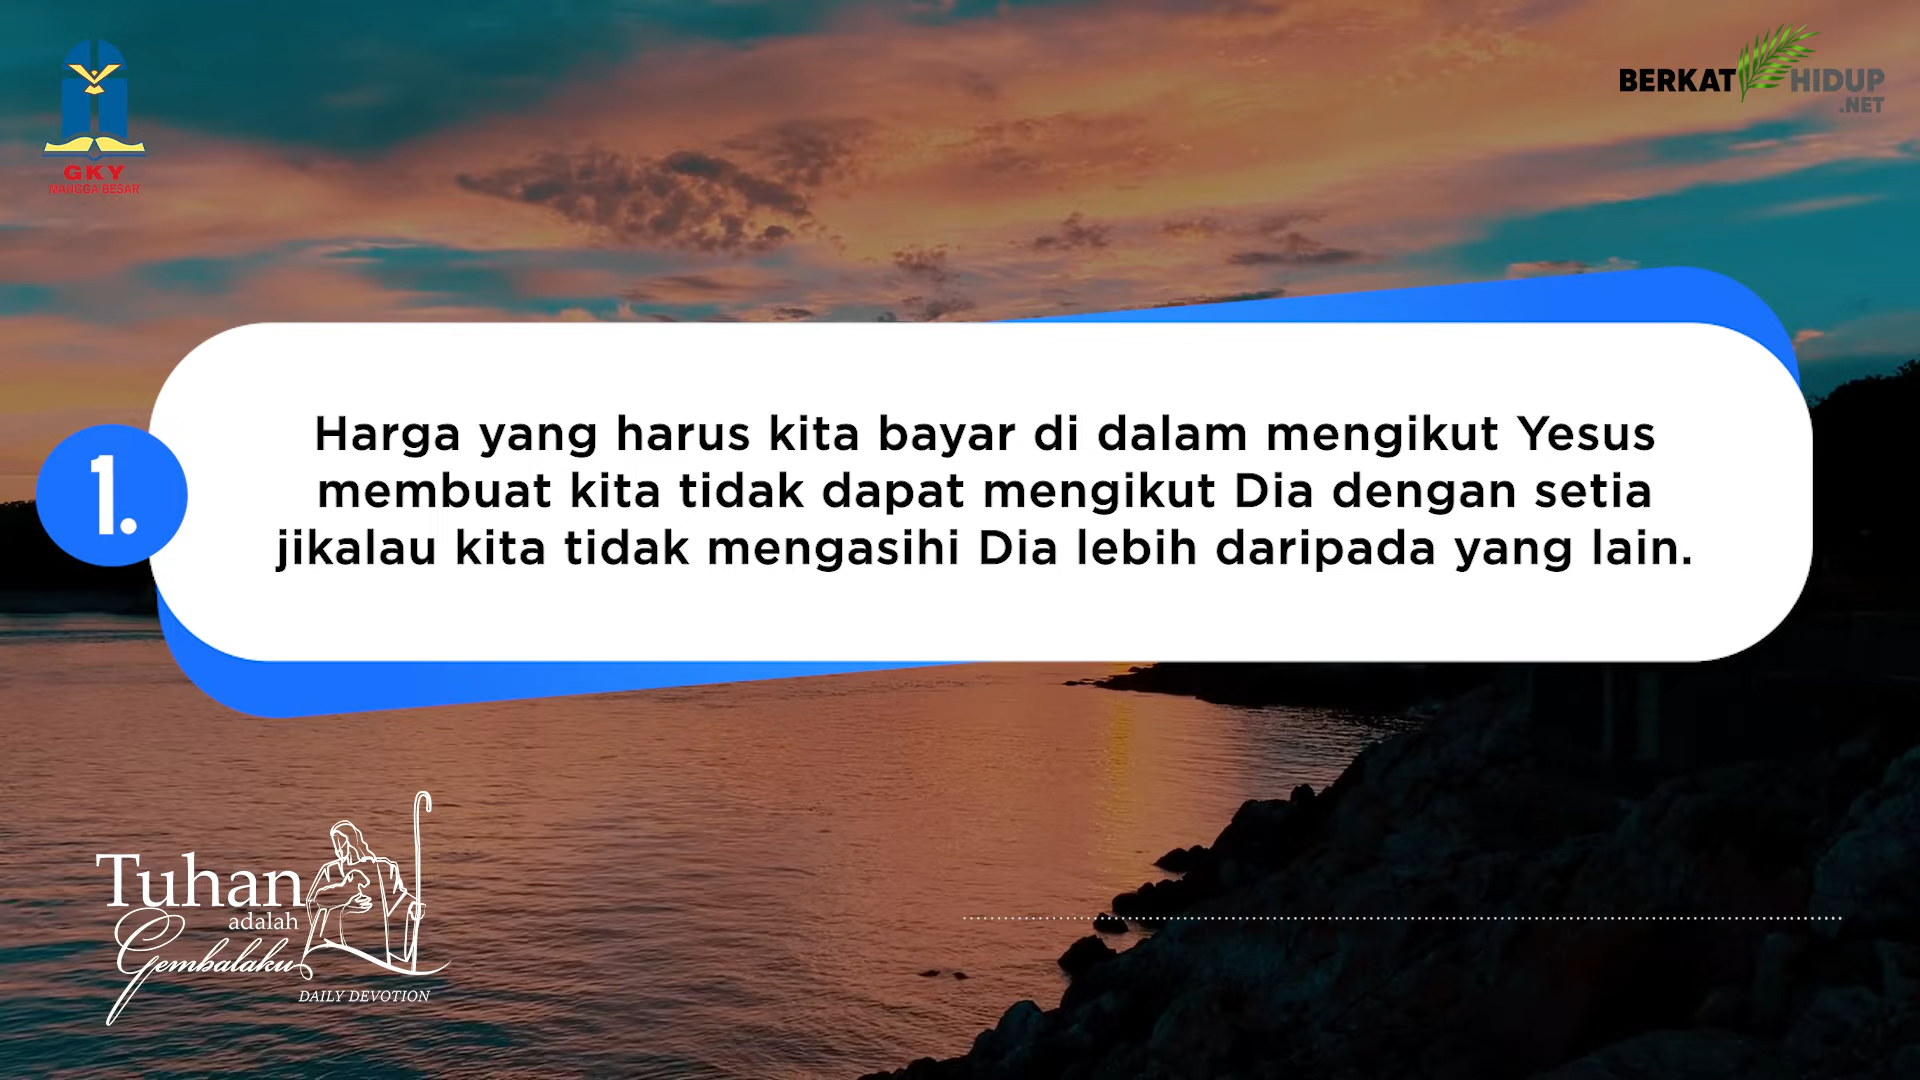 GKY
MANGGA BESAR
BERKAT HIDUP
.NET
1.
Harga yang harus kita bayar di dalam mengikut Yesus
membuat kita tidak dapat mengikut Dia dengan setia
jikalau kita tidak mengasihi Dia lebih daripada yang lain.
Tuhan
adalah
Gembalaku
DAILY DEVOTION